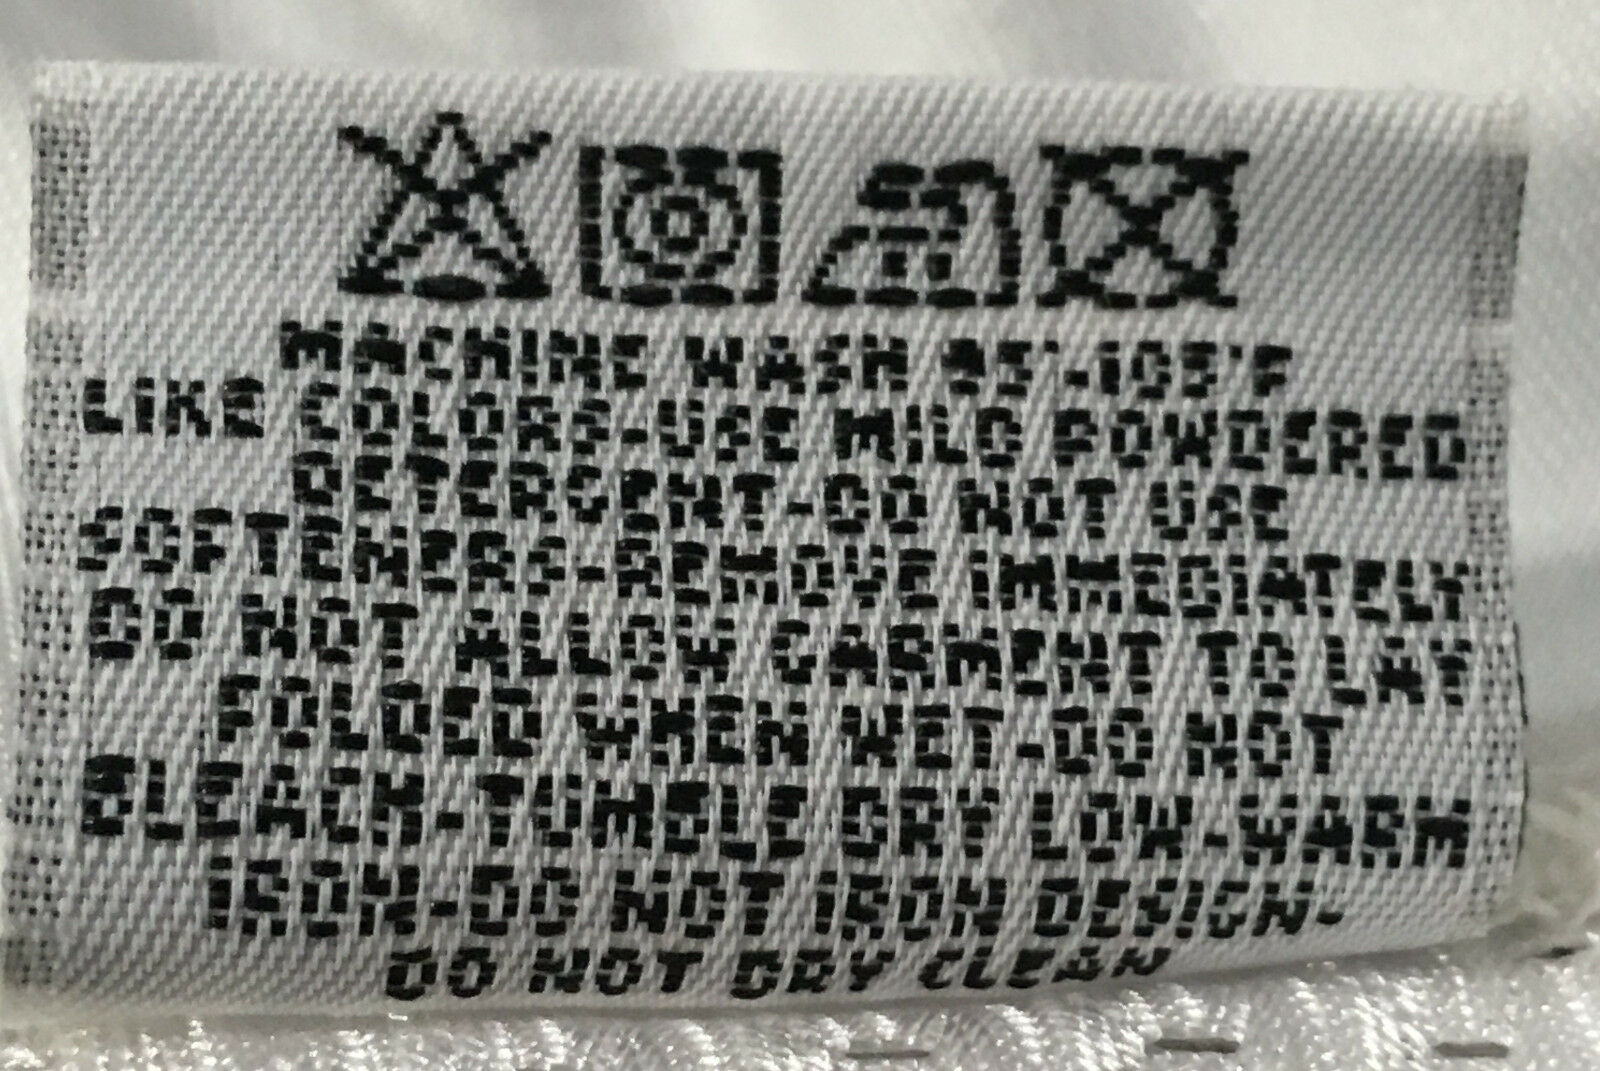 MACHINE WASH 95°-105°F
LIKE COLORS-USE MILD POWDERED
DETERGENT-DO NOT USE
SOFTENERS-REMOVE IMMEDIATELY
DO NOT ALLOW GARMENT TO LAY
FOLDED WHEN WET-DO NOT
BLEACH-TUMBLE DRY LOW-WARM
IRON-DO NOT IRON DESIGN-
DO NOT DRY CLEAN